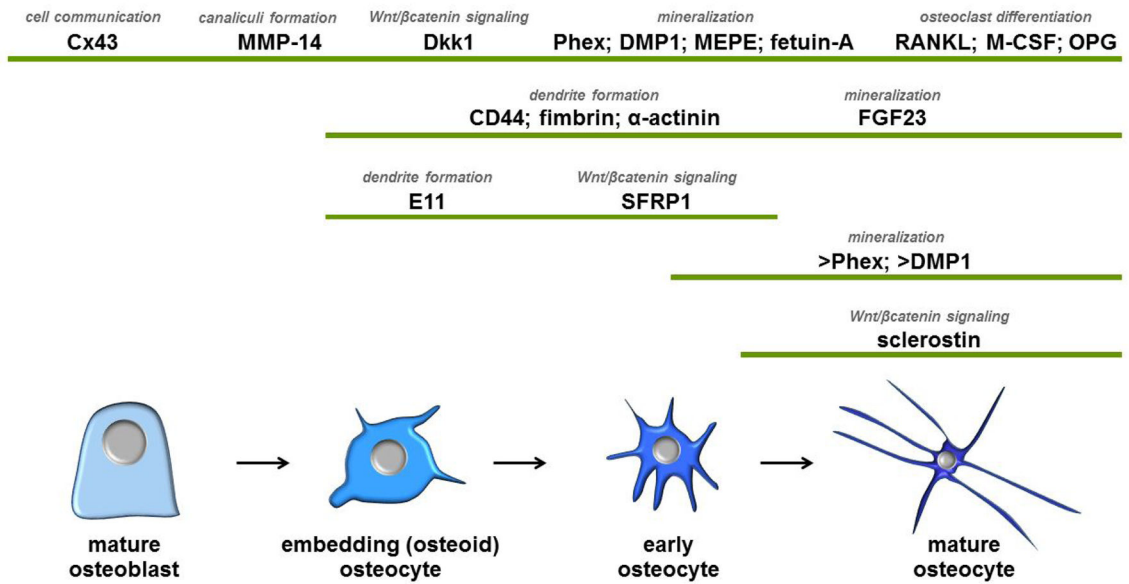 cell communication canaliculi formation Wnt/βcatenin signaling mineralization osteoclast differentiation
Cx43 MMP-14 Dkk1 Phex; DMP1; MEPE; fetuin-A RANKL; M-CSF; OPG
dendrite formation mineralization
CD44; fimbrin; α-actinin FGF23
dendrite formation Wnt/βcatenin signaling
E11 SFRP1
mineralization
>Phex; >DMP1
Wnt/βcatenin signaling
sclerostin
mature embedding (osteoid) early mature
osteoblast osteocyte osteocyte osteocyte